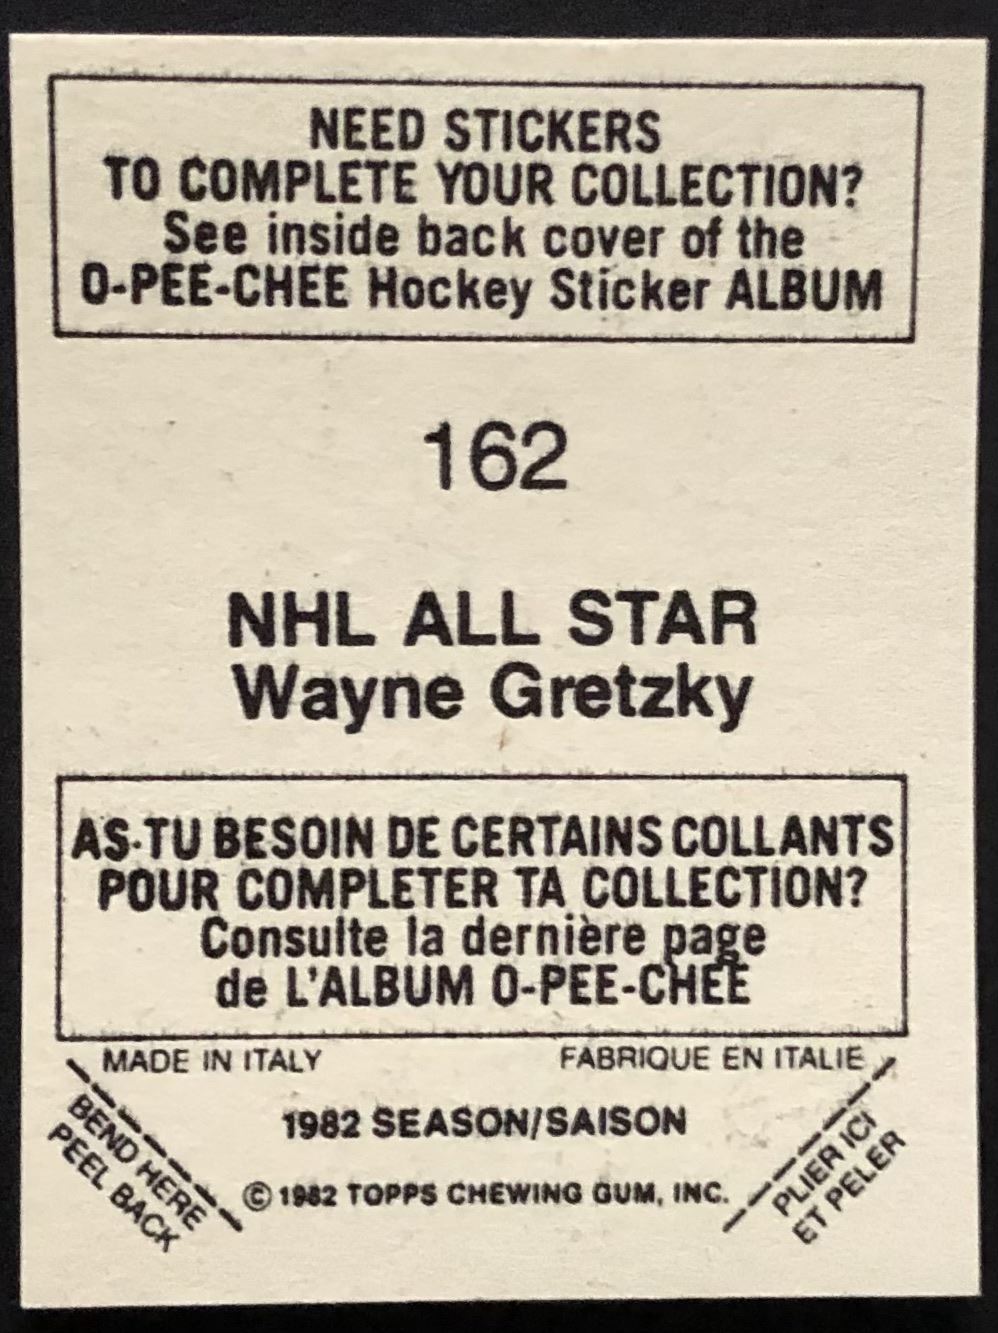 NEED STICKERS
TO COMPLETE YOUR COLLECTION?
See inside back cover of the
O-PEE-CHEE Hockey Sticker ALBUM
162
NHL ALL STAR
Wayne Gretzky
AS-TU BESOIN DE CERTAINS COLLANTS
POUR COMPLETER TA COLLECTION?
Consulte la dernière page
de L'ALBUM O-PEE-CHEE
MADE IN ITALY
FABRIQUE EN ITALIE
BEND HERE
PEEL BACK
1982 SEASON/SAISON
© 1982 TOPPS CHEWING GUM, INC.
PLIER ICI
ET PELER